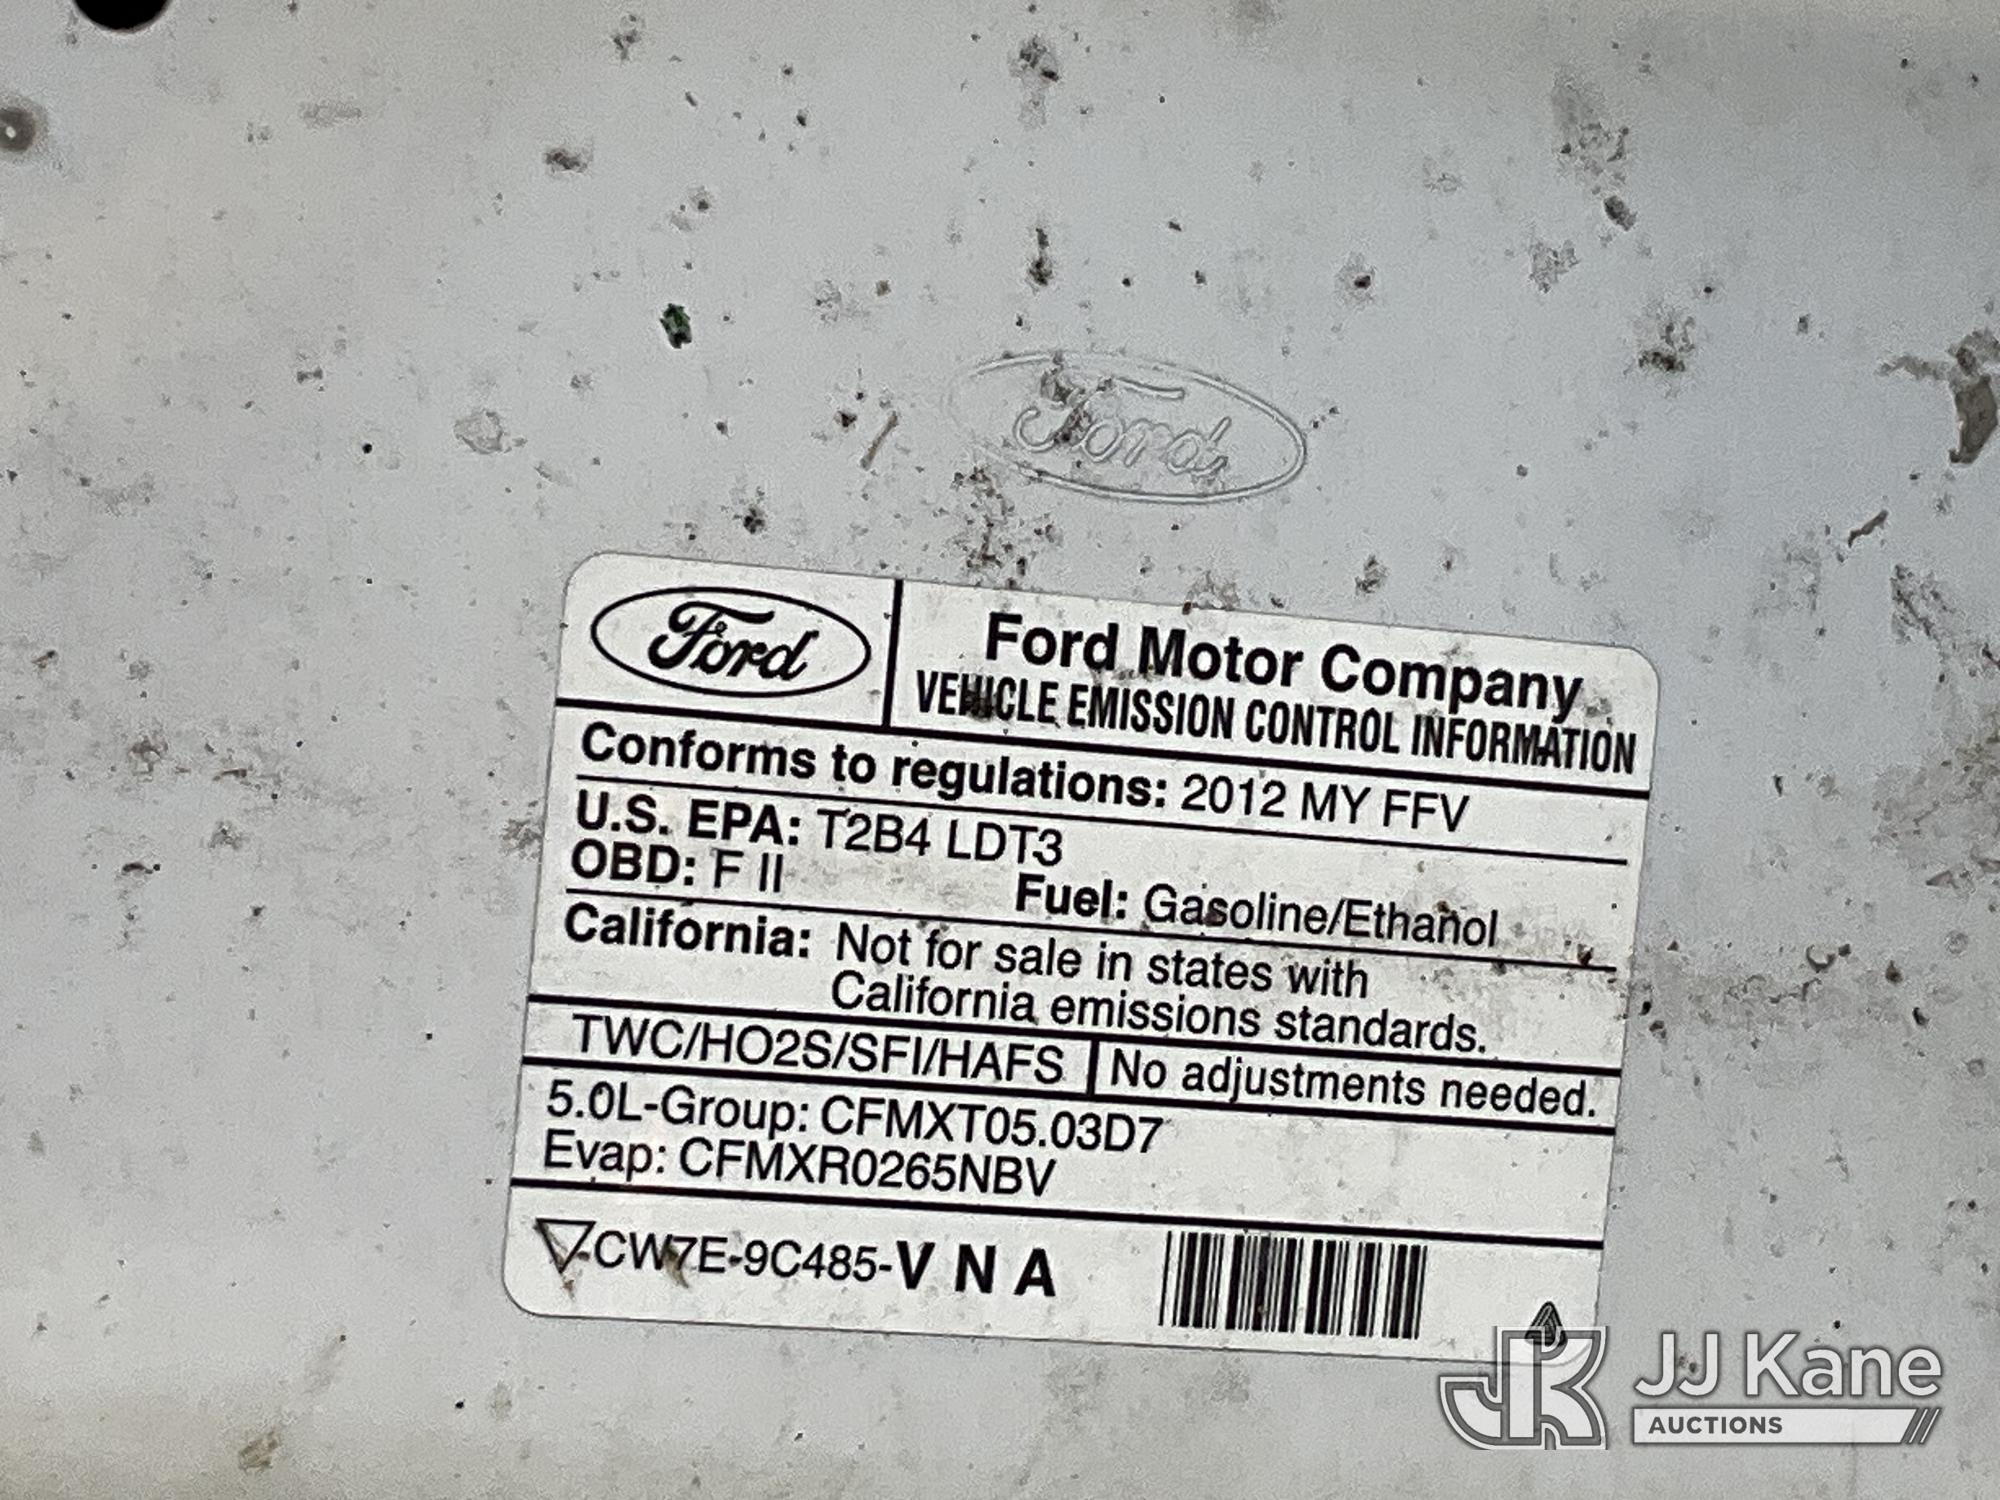 Ford
Ford
Ford Motor Company
VEHICLE EMISSION CONTROL INFORMATION
Conforms to regulations: 2012 MY FFV
U.S. EPA: T2B4 LDT3
OBD: F II Fuel: Gasoline/Ethanol
California: Not for sale in states with
California emissions standards.
TWC/HO2S/SFI/HAFS No adjustments needed.
5.0L-Group: CFMXT05.03D7
Evap: CFMXR0265NBV
CW7E-9C485-V N A
JK JJ Kane
AUCTIONS